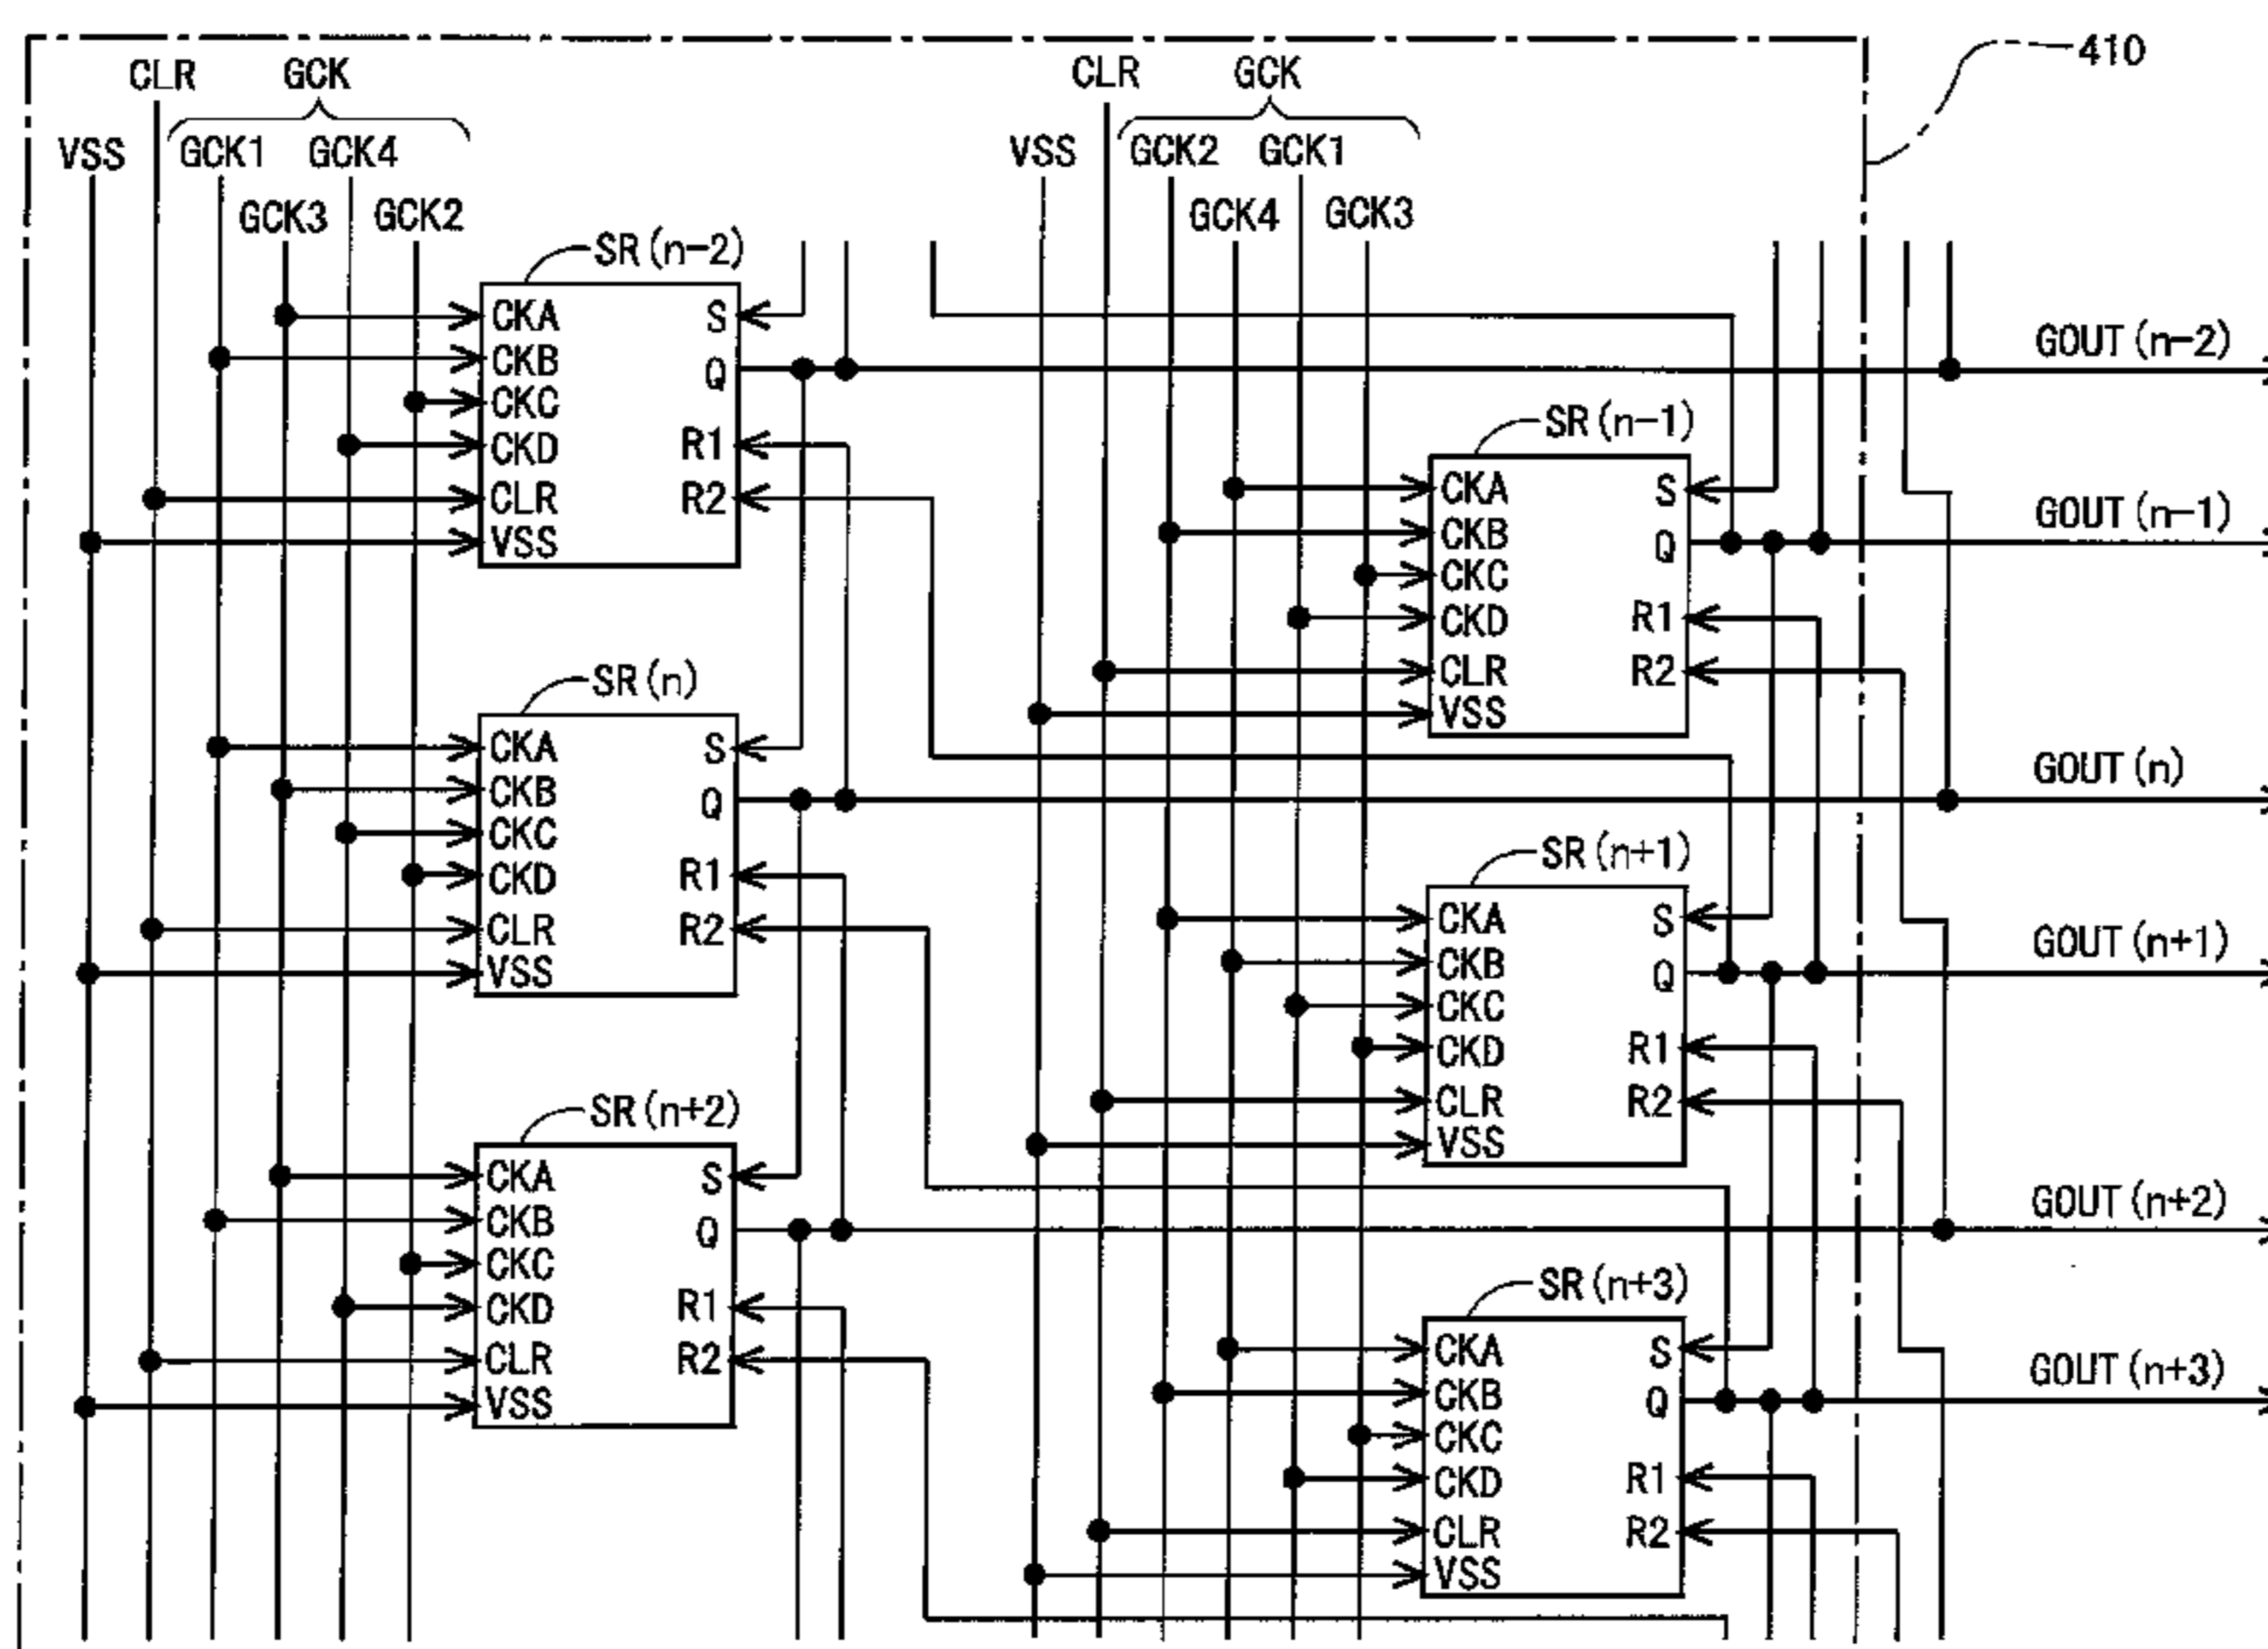 410
CLR GCK CLR GCK
VSS GCK1 GCK4 VSS GCK2 GCK1
GCK3 GCK2 GCK4 GCK3
SR(n-2)
CKA S
CKB Q
CKC
CKD R1
CLR R2
VSS
GOUT(n-2)
SR(n-1)
CKA S
CKB Q
CKC
CKD R1
CLR R2
VSS
GOUT(n-1)
SR(n)
CKA S
CKB Q
CKC
CKD R1
CLR R2
VSS
GOUT(n)
SR(n+1)
CKA S
CKB Q
CKC
CKD R1
CLR R2
VSS
GOUT(n+1)
SR(n+2)
CKA S
CKB Q
CKC
CKD R1
CLR R2
VSS
GOUT(n+2)
SR(n+3)
CKA S
CKB Q
CKC
CKD R1
CLR R2
VSS
GOUT(n+3)